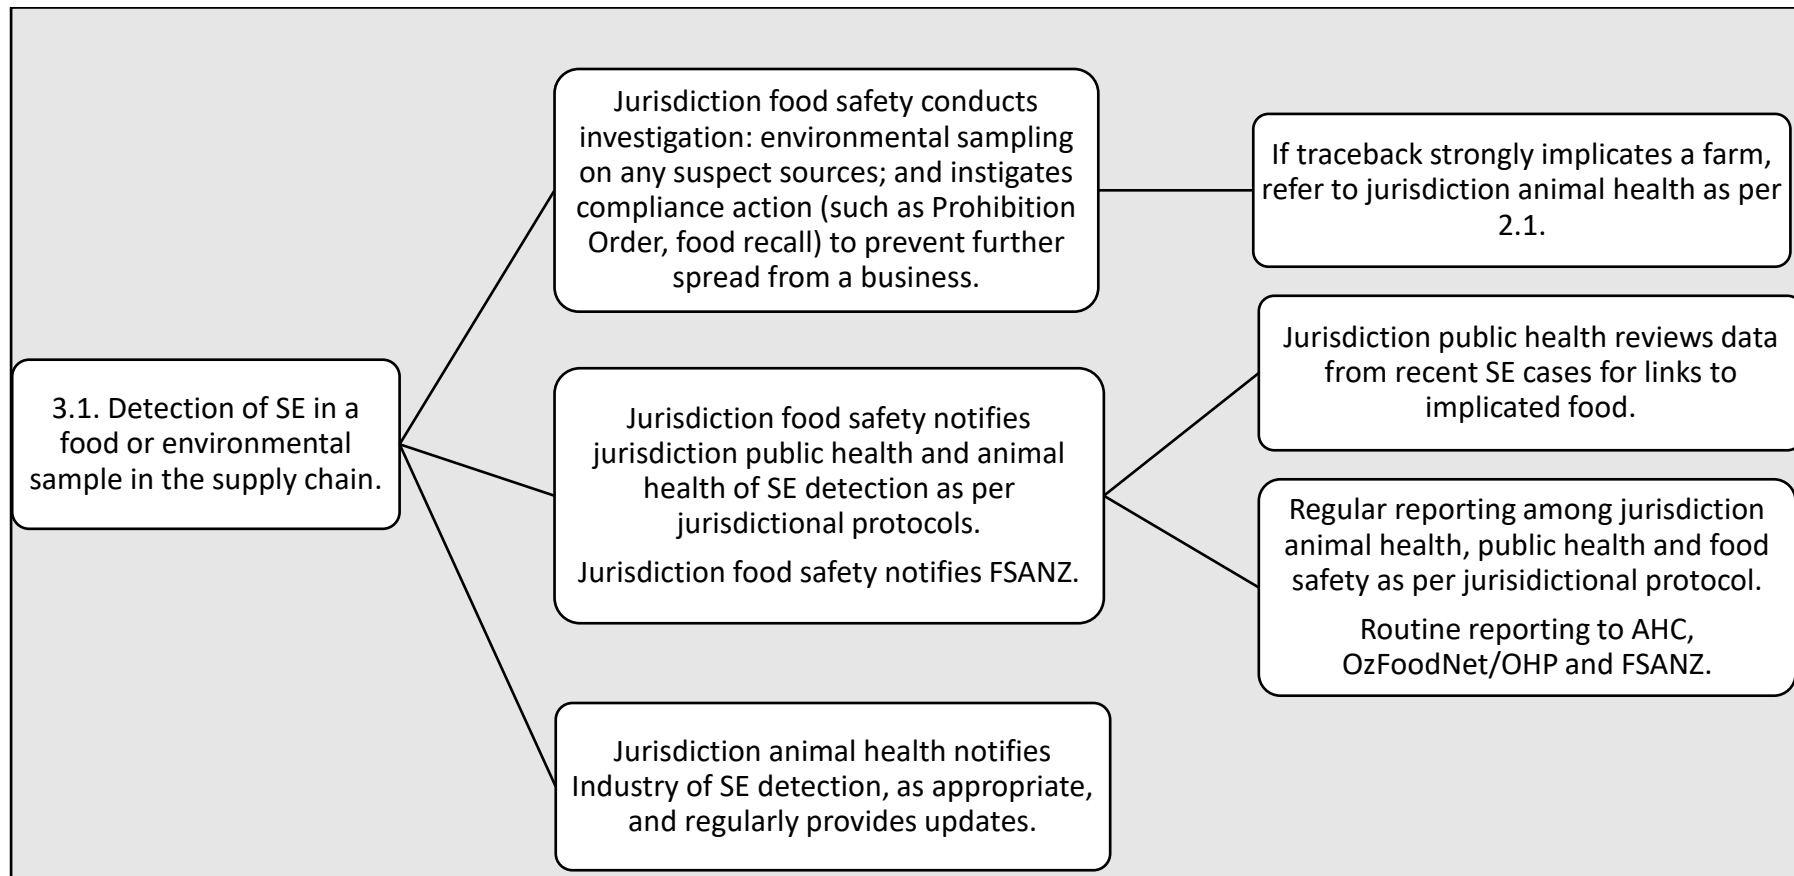 3.1. Detection of SE in a
food or environmental
sample in the supply chain.
Jurisdiction food safety conducts
investigation: environmental sampling
on any suspect sources; and instigates
compliance action (such as Prohibition
Order, food recall) to prevent further
spread from a business.
If traceback strongly implicates a farm,
refer to jurisdiction animal health as per
2.1.
Jurisdiction food safety notifies
jurisdiction public health and animal
health of SE detection as per
jurisdictional protocols.
Jurisdiction food safety notifies FSANZ.
Jurisdiction public health reviews data
from recent SE cases for links to
implicated food.
Regular reporting among jurisdiction
animal health, public health and food
safety as per jurisidictional protocol.
Routine reporting to AHC,
OzFoodNet/OHP and FSANZ.
Jurisdiction animal health notifies
Industry of SE detection, as appropriate,
and regularly provides updates.